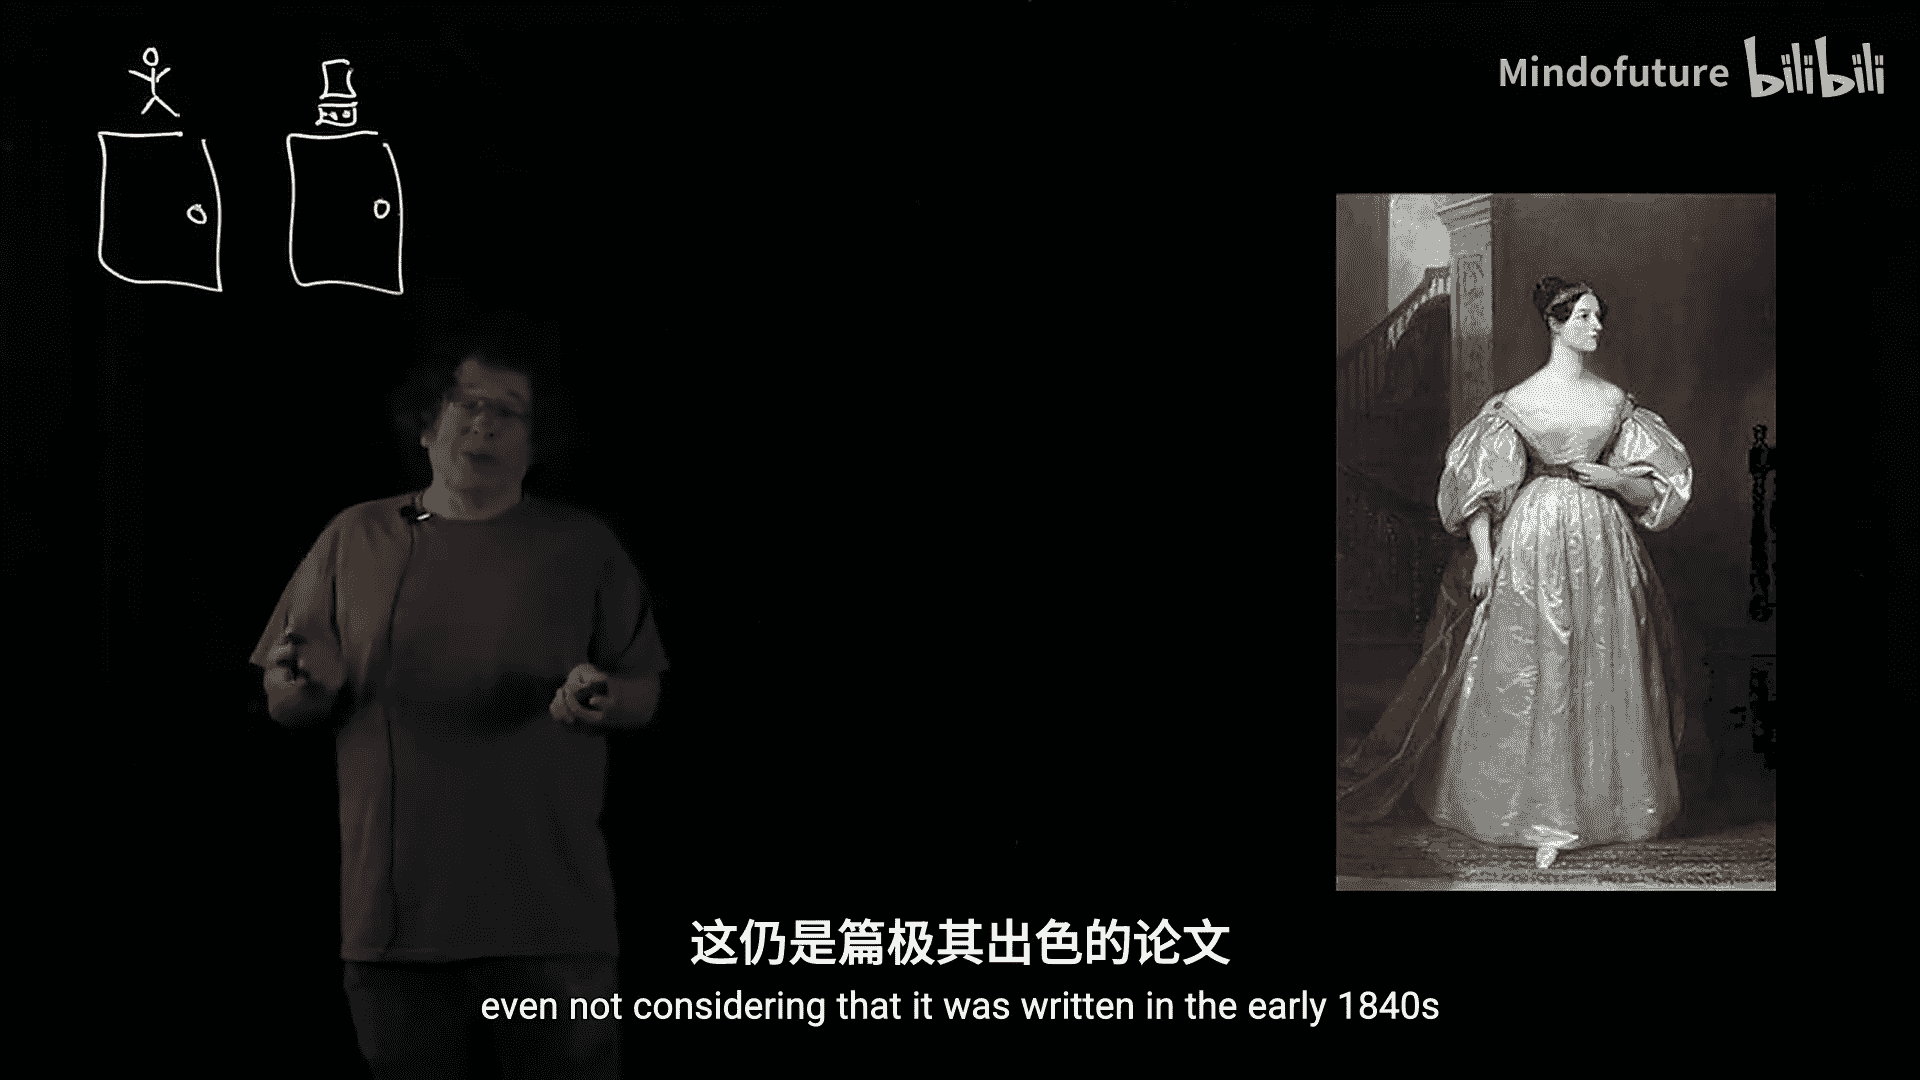 Mindofuture bilibili
这仍是篇极其出色的论文
even not considering that it was written in the early 1840s